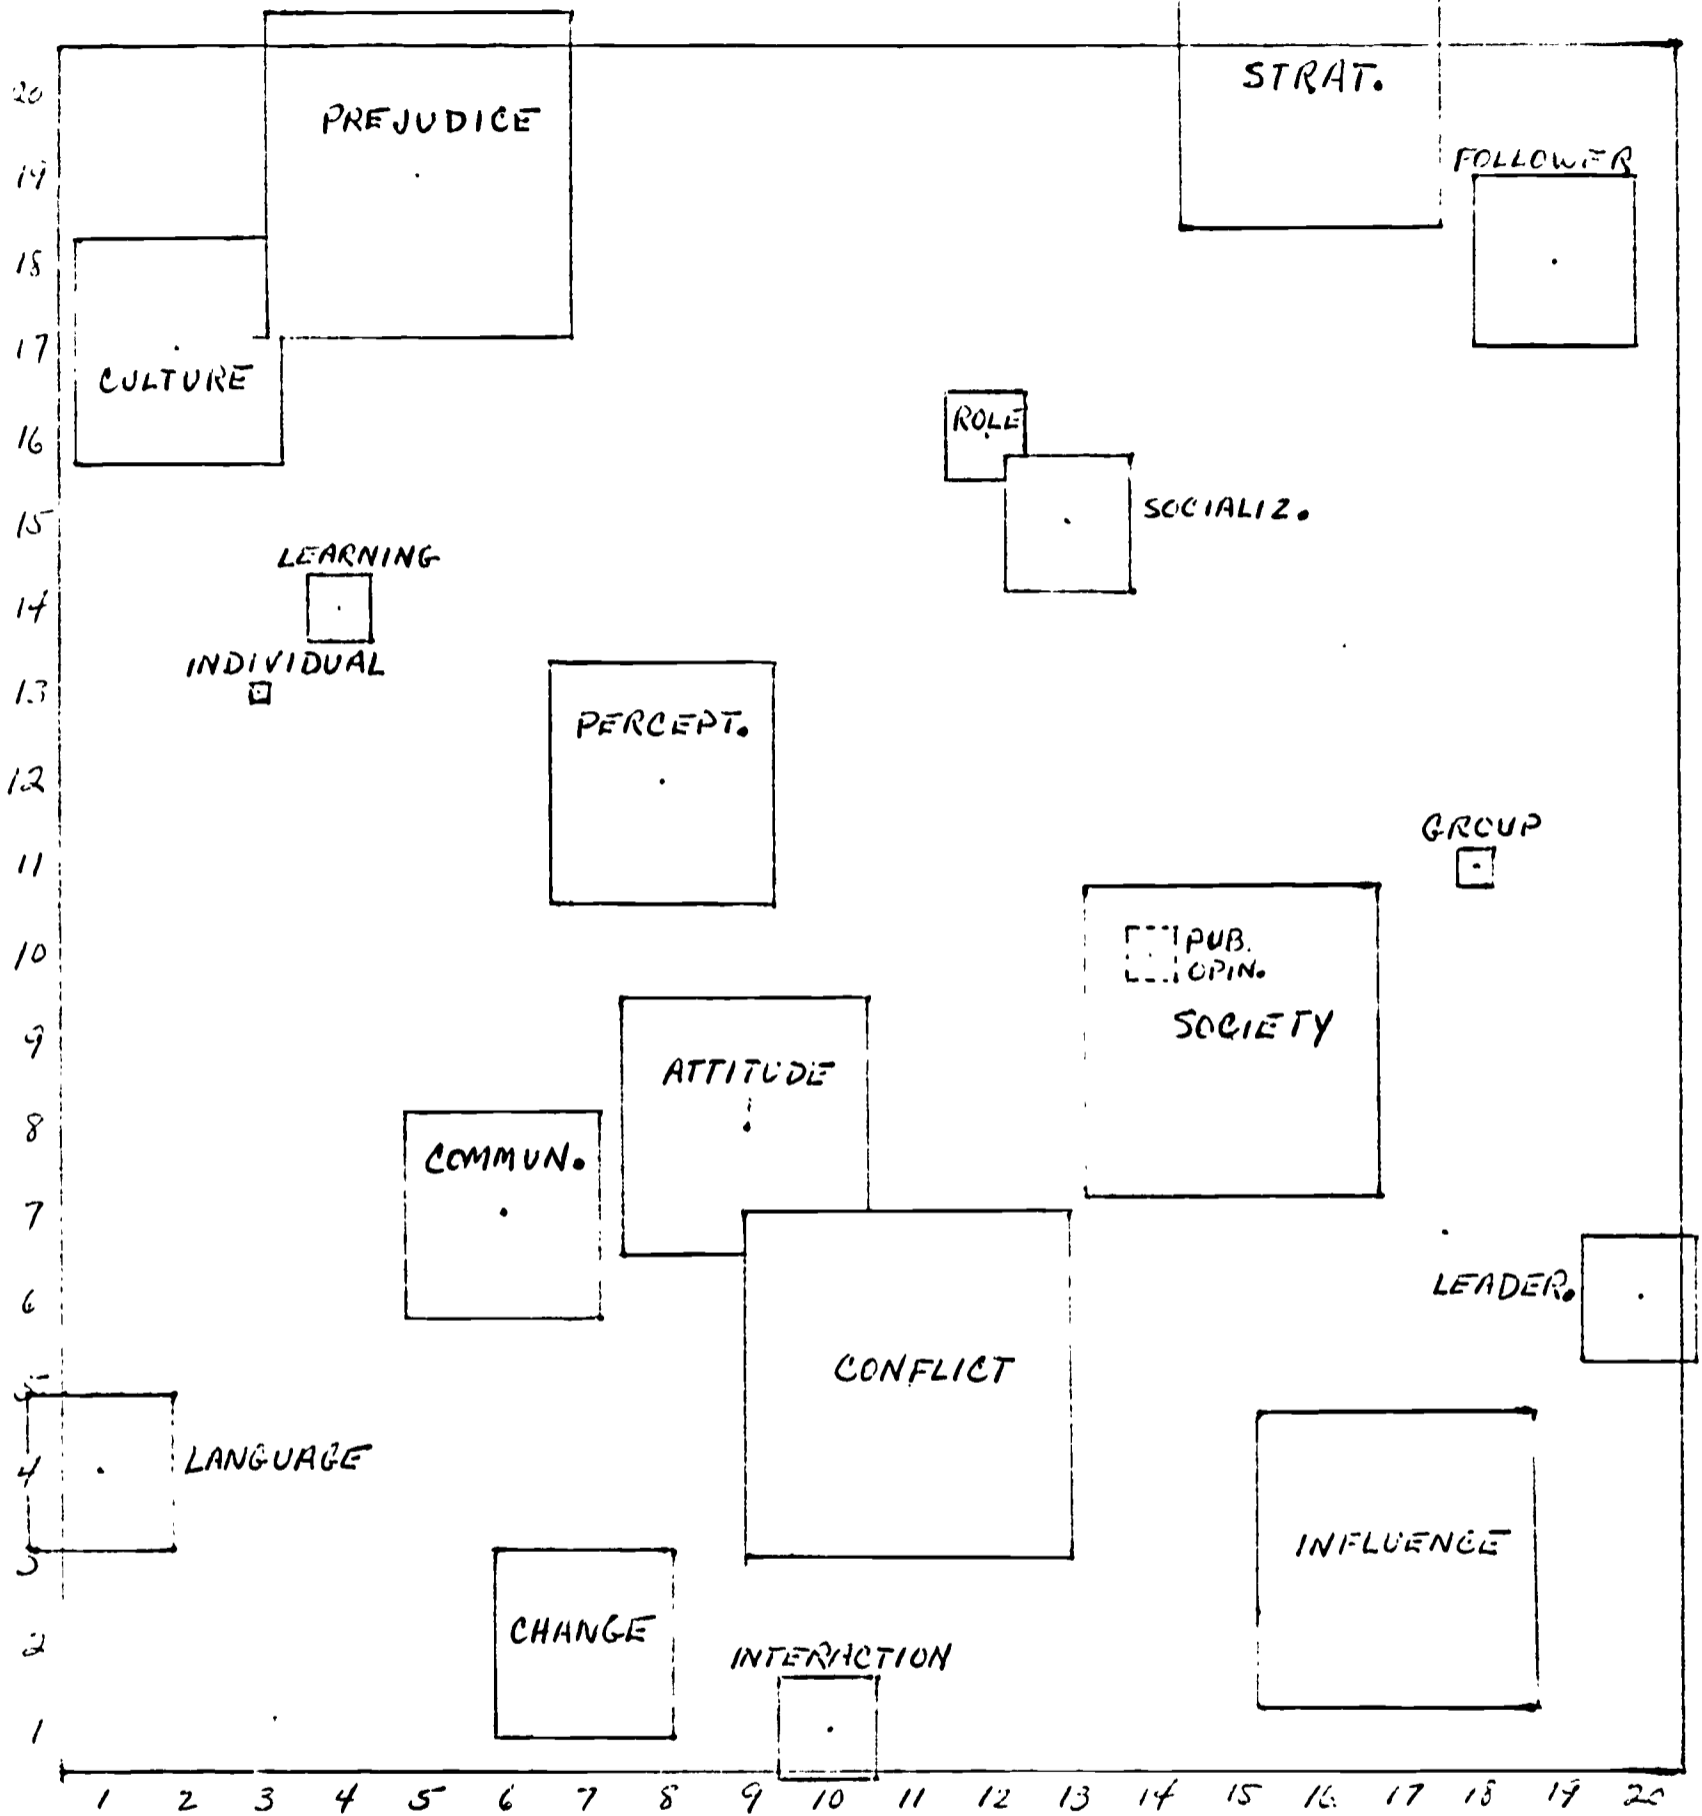 STRAT.
20
PREJUDICE
FOLLOWER
19
18
17
CULTURE
ROLE
16
SOCIALIZ.
15
LEARNING
14
INDIVIDUAL
13
PERCEPT.
12
GROUP
11
PUB.
OPIN.
10
SOCIETY
9
ATTITUDE
8
COMMUN.
7
LEADER.
6
CONFLICT
5
LANGUAGE
4
INFLUENCE
3
CHANGE
2
INTERACTION
1
1 2 3 4 5 6 7 8 9 10 11 12 13 14 15 16 17 18 19 20